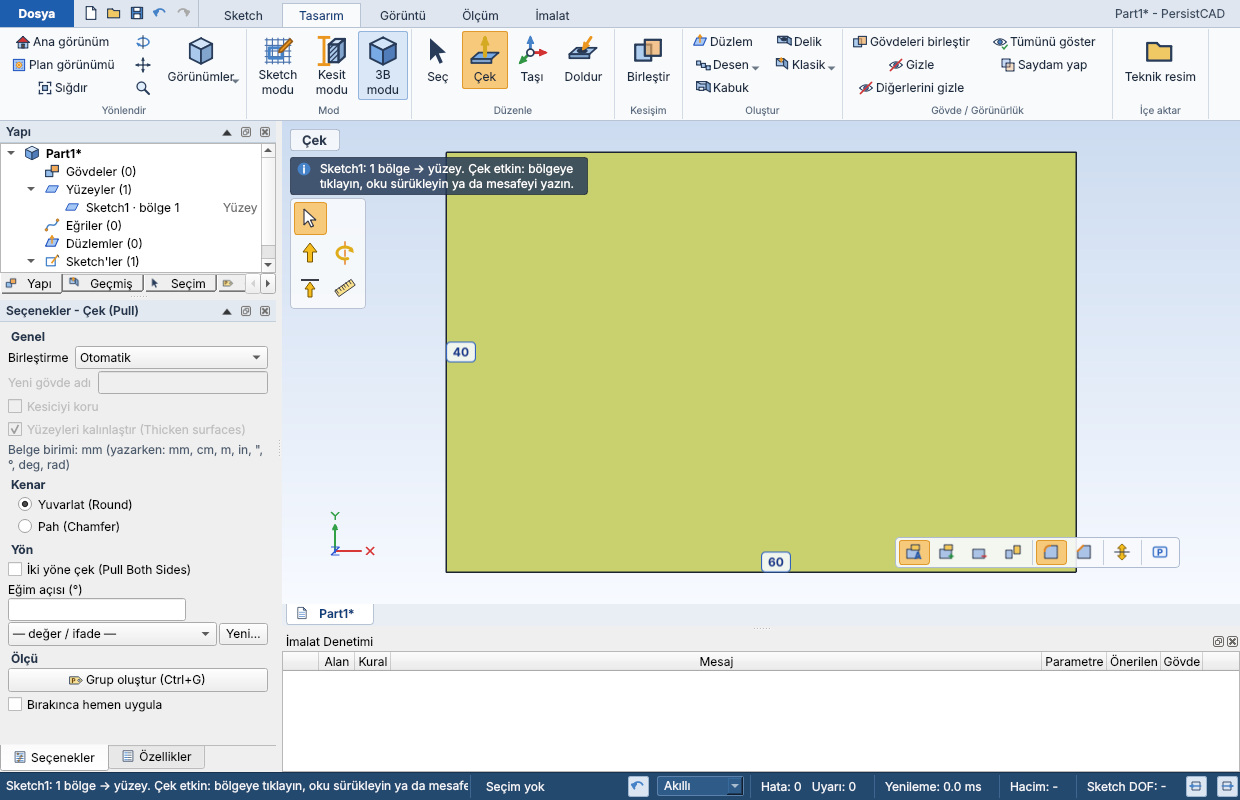 Dosya
Sketch
Tasarım
Görüntü
Ölçüm
İmalat
Part1* - PersistCAD
Ana görünüm
Plan görünümü
Sığdır
Görünümler
Yönlendir
Sketch modu
Kesit modu
3B modu
Mod
Seç
Çek
Taşı
Doldur
Düzenle
Birleştir
Kesişim
Düzlem
Desen
Kabuk
Delik
Klasik
Oluştur
Gövdeleri birleştir
Gizle
Diğerlerini gizle
Tümünü göster
Saydam yap
Gövde / Görünürlük
Teknik resim
İçe aktar
Yapı
Part1*
Gövdeler (0)
Yüzeyler (1)
Sketch1 · bölge 1 Yüzey
Eğriler (0)
Düzlemler (0)
Sketch'ler (1)
Yapı
Geçmiş
Seçim
Seçenekler - Çek (Pull)
Genel
Birleştirme Otomatik
Yeni gövde adı
Kesiciyi koru
Yüzeyleri kalınlaştır (Thicken surfaces)
Belge birimi: mm (yazarken: mm, cm, m, in, ",
°, deg, rad)
Kenar
Yuvarlat (Round)
Pah (Chamfer)
Yön
İki yöne çek (Pull Both Sides)
Eğim açısı (°)
— değer / ifade — Yeni...
Ölçü
P Grup oluştur (Ctrl+G)
Bırakınca hemen uygula
Seçenekler
Özellikler
Çek
Sketch1: 1 bölge → yüzey. Çek etkin: bölgeye
tıklayın, oku sürükleyin ya da mesafeyi yazın.
40
60
Y
Z
X
P
Part1*
İmalat Denetimi
Alan Kural Mesaj Parametre Önerilen Gövde
Sketch1: 1 bölge → yüzey. Çek etkin: bölgeye tıklayın, oku sürükleyin ya da mesafe
Seçim yok
Akıllı
Hata: 0 Uyarı: 0
Yenileme: 0.0 ms
Hacim: -
Sketch DOF: -